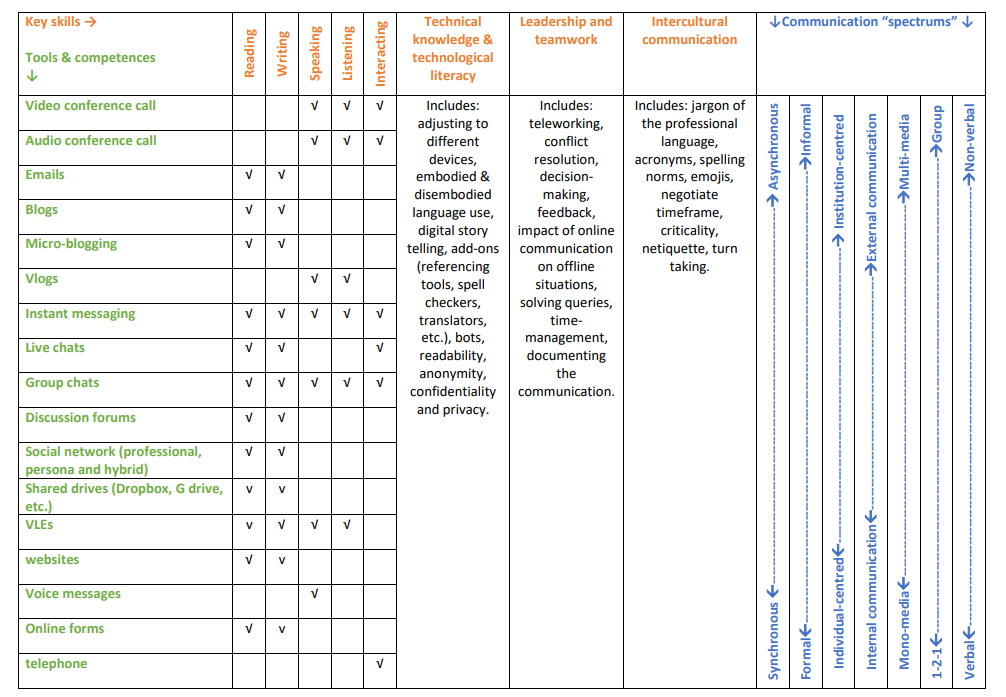 Key skills →
Tools & competences
↓
Reading
Writing
Speaking
Listening
Interacting
Technical
knowledge &
technological
literacy
Leadership and
teamwork
Intercultural
communication
↓Communication “spectrums” ↓
Video conference call √ √ √
Audio conference call √ √ √
Emails √ √
Blogs √ √
Micro-blogging √ √
Vlogs √ √
Instant messaging √ √ √ √ √
Live chats √ √ √
Group chats √ √ √ √ √
Discussion forums √ √
Social network (professional, √ √
persona and hybrid)
Shared drives (Dropbox, G drive, v v
etc.)
VLEs v √ √ √
websites √ v
Voice messages √
Online forms √ v
telephone √
Includes:
adjusting to
different
devices,
embodied &
disembodied
language use,
digital story
telling, add-ons
(referencing
tools, spell
checkers,
translators,
etc.), bots,
readability,
anonymity,
confidentiality
and privacy.
Includes:
teleworking,
conflict
resolution,
decision-
making,
feedback,
impact of online
communication
on offline
situations,
solving queries,
time-
management,
documenting
the
communication.
Includes: jargon of
the professional
language,
acronyms, spelling
norms, emojis,
negotiate
timeframe,
criticality,
netiquette, turn
taking.
Synchronous ←--------------------→ Asynchronous
Formal←--------------------→Informal
Individual-centred←--------------------→ Institution-centred
Internal communication←--------------------→External communication
Mono-media←--------------------→Multi-media
1-2-1←--------------------→Group
Verbal←--------------------→Non-verbal